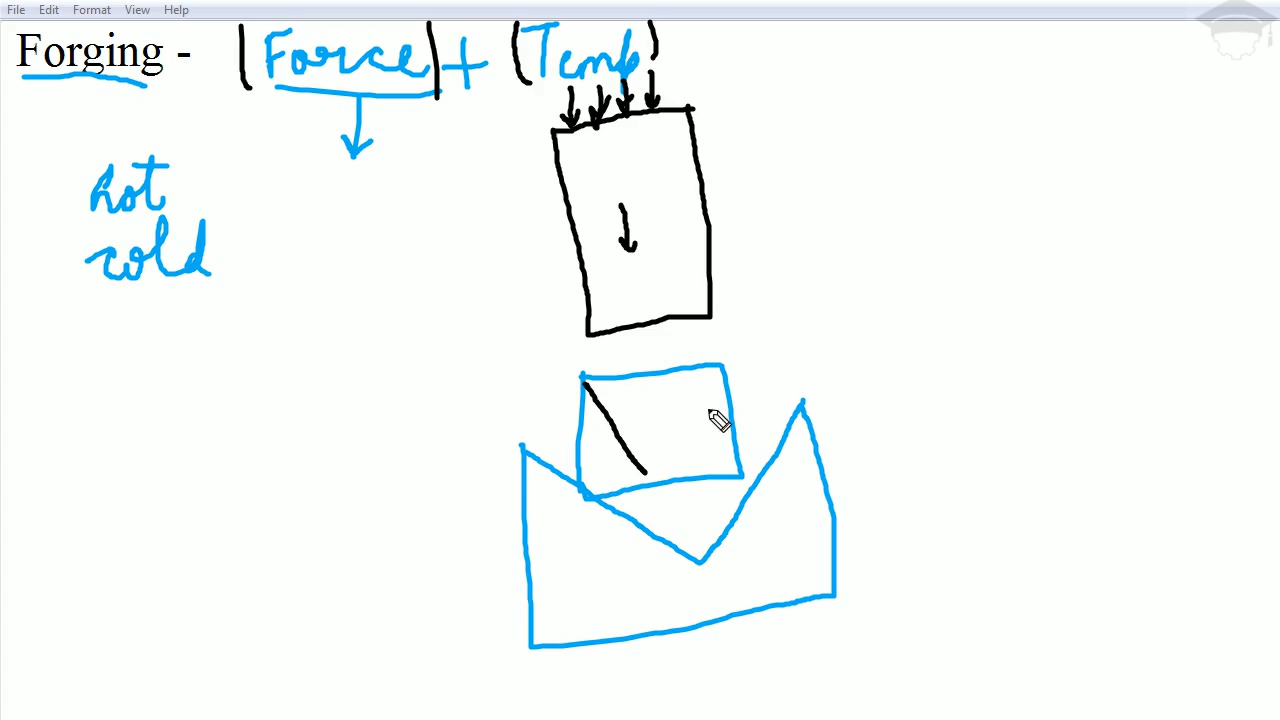 File Edit Format View Help
Forging - (Force) + (Temp)
hot
cold